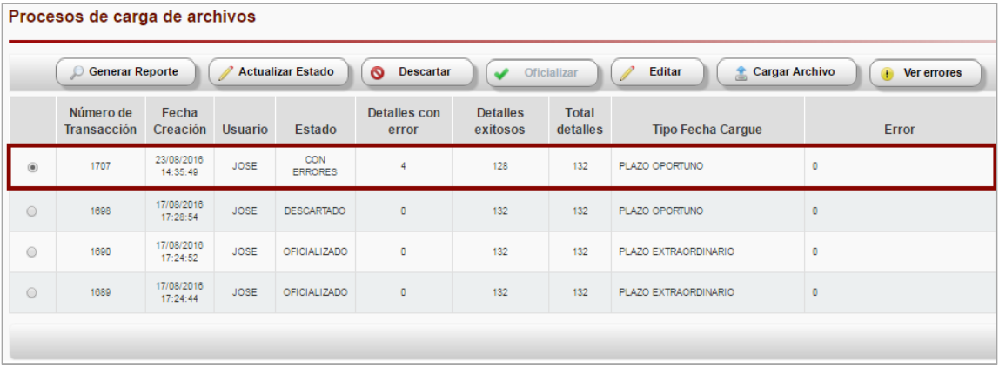 Procesos de carga de archivos
Generar Reporte Actualizar Estado Descartar Oficializar Editar Cargar Archivo Ver errores
Número de Transacción Fecha Creación Usuario Estado Detalles con error Detalles exitosos Total detalles Tipo Fecha Cargue Error
1707 23/08/2016 14:35:49 JOSE CON ERRORES 4 128 132 PLAZO OPORTUNO 0
1698 17/08/2016 17:28:54 JOSE DESCARTADO 0 132 132 PLAZO OPORTUNO 0
1690 17/08/2016 17:24:52 JOSE OFICIALIZADO 0 132 132 PLAZO EXTRAORDINARIO 0
1689 17/08/2016 17:24:44 JOSE OFICIALIZADO 0 132 132 PLAZO EXTRAORDINARIO 0